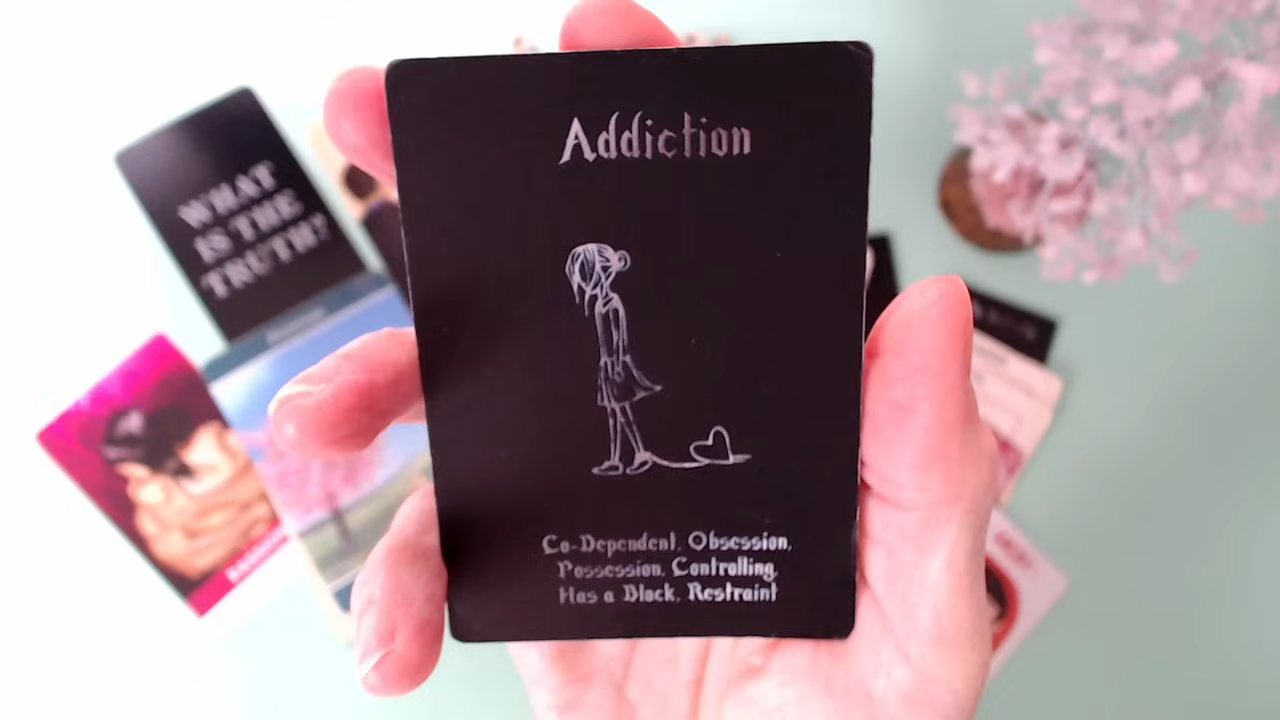 Addiction
Co-Dependent, Obsession,
Possession, Controlling,
Has a Block, Restraint
WHAT
IS THE
TRUTH?